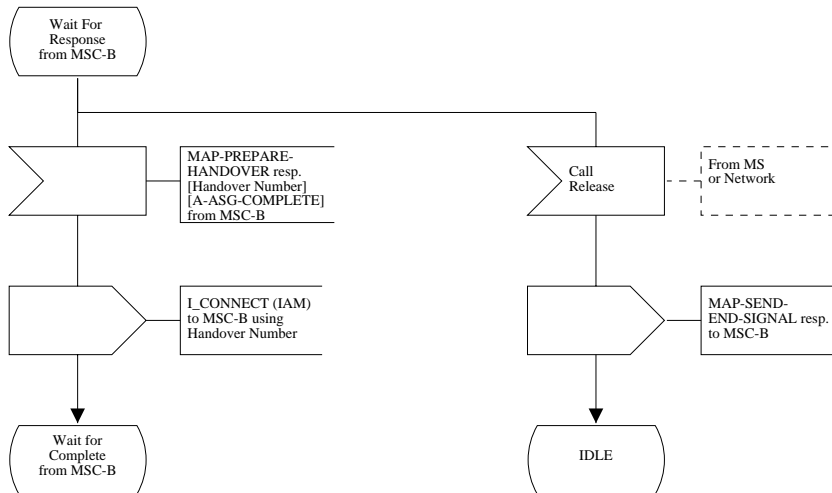 Wait For
Response
from MSC-B
MAP-PREPARE-
HANDOVER resp.
[Handover Number]
[A-ASG-COMPLETE]
from MSC-B
Call
Release
From MS
or Network
I_CONNECT (IAM)
to MSC-B using
Handover Number
MAP-SEND-
END-SIGNAL resp.
to MSC-B
Wait for
Complete
from MSC-B
IDLE